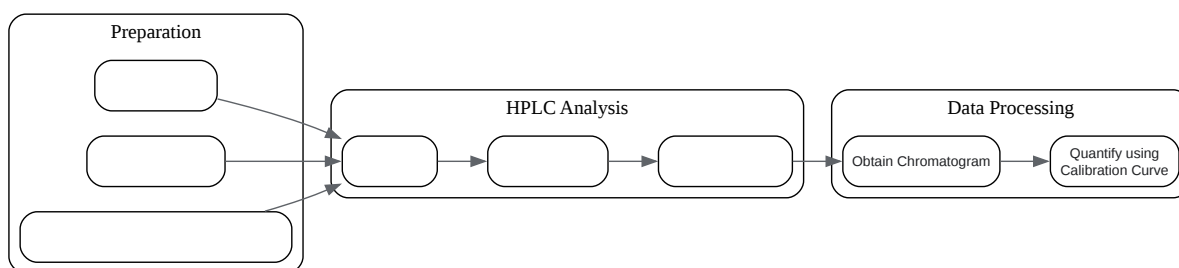 Preparation
HPLC Analysis
Data Processing
Obtain Chromatogram
Quantify using
Calibration Curve